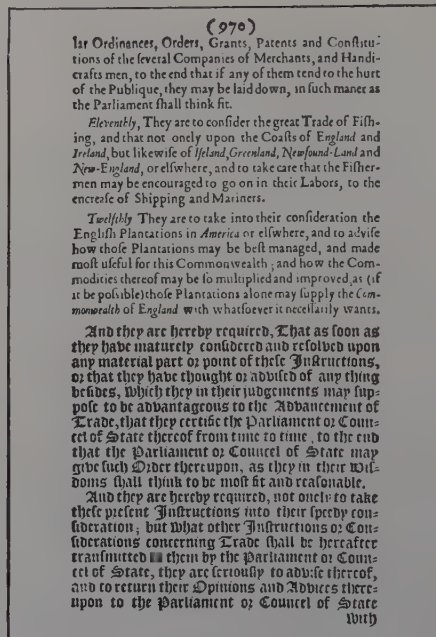 (970)
lar Ordinances, Orders, Grants, Patents and Constitu-
tions of the several Companies of Merchants, and Handi-
crafts men, to the end that if any of them tend to the hurt
of the Publique, they may be laid down, in such maner as
the Parliament shall think fit.
Eleventhly, They are to consider the great Trade of Fish-
ing, and that not onely upon the Coasts of England and
Ireland, but likewise of Iseland, Greenland, Newfound-Land and
New-England, or elswhere, and to take care that the Fisher-
men may be encouraged to go on in their Labors, to the
encrease of Shipping and Mariners.
Twelfthly They are to take into their consideration the
English Plantations in America or elswhere, and to advise
how those Plantations may be best managed, and made
most useful for this Commonwealth; and how the Com-
modities thereof may be so multiplied and improved, as (if
it be possible) those Plantations alone may supply the Com-
monwealth of England with whatsoever it necessarily wants.
And they are hereby required, That as soon as
they have maturely considered and resolved upon
any material part or point of these Instructions,
or that they have thought or advised of any thing
besides, which they in their judgements may sup-
pose to be advantageous to the Advancement of
Trade, that they certifie the Parliament or Coun-
cel of State thereof from time to time, to the end
that the Parliament or Councel of State may
give such Order thereupon, as they in their Wis-
doms shall think to be most fit and reasonable.
And they are hereby required, not onely to take
these present Instructions into their speedy con-
sideration; but what other Instructions or Con-
siderations concerning Trade shall be hereafter
transmitted them by the Parliament or Coun-
cel of State, they are seriously to advise thereof,
and to return their Opinions and Advices there-
upon to the Parliament or Councel of State
with